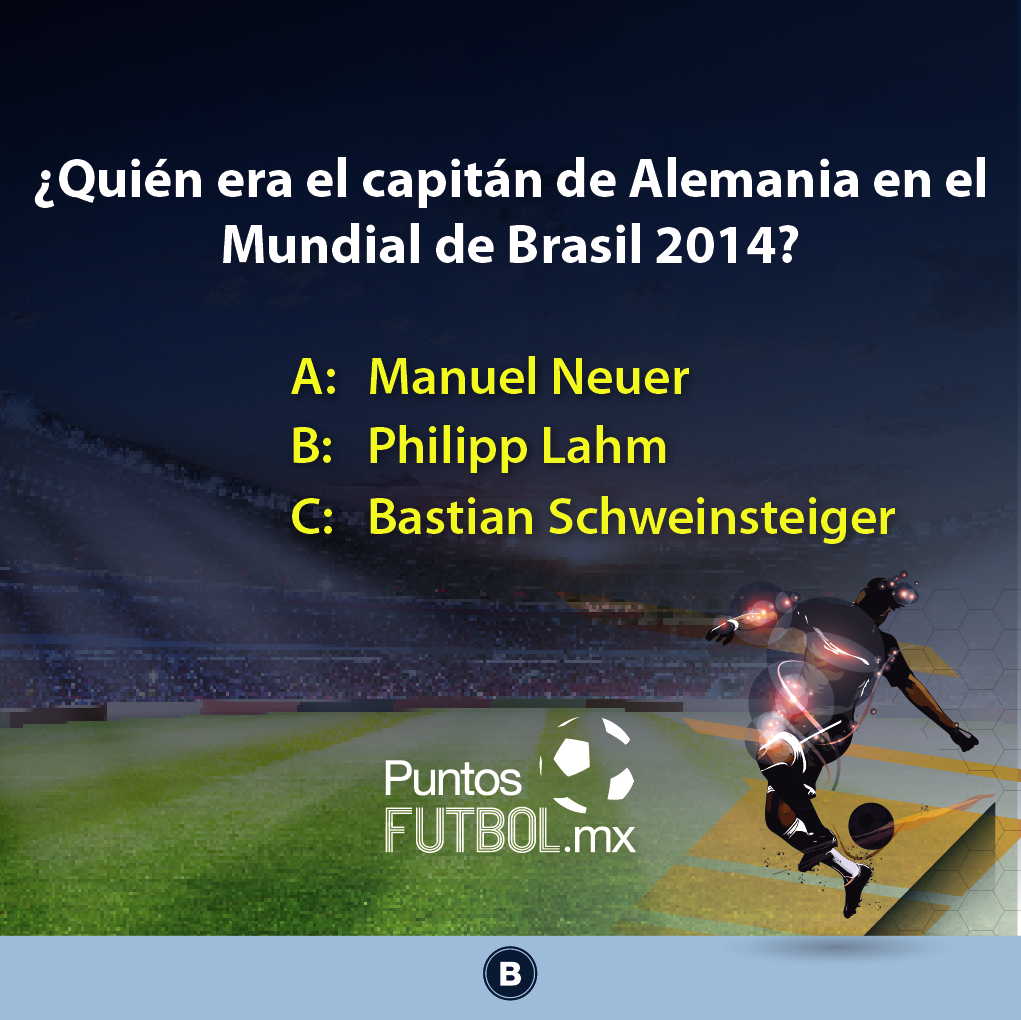 ¿Quién era el capitán de Alemania en el
Mundial de Brasil 2014?
A: Manuel Neuer
B: Philipp Lahm
C: Bastian Schweinsteiger
Puntos
FUTBOL.mx
B